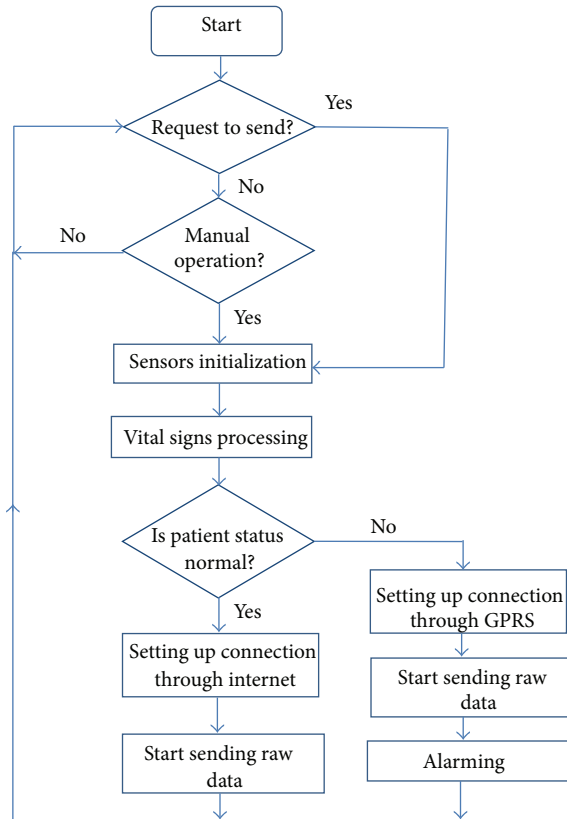 Start
Yes
Request to send?
No
No
Manual
operation?
Yes
Sensors initialization
Vital signs processing
No
Is patient status
normal?
Yes
Setting up connection
through GPRS
Setting up connection
through internet
Start sending raw
data
Start sending raw
data
Alarming